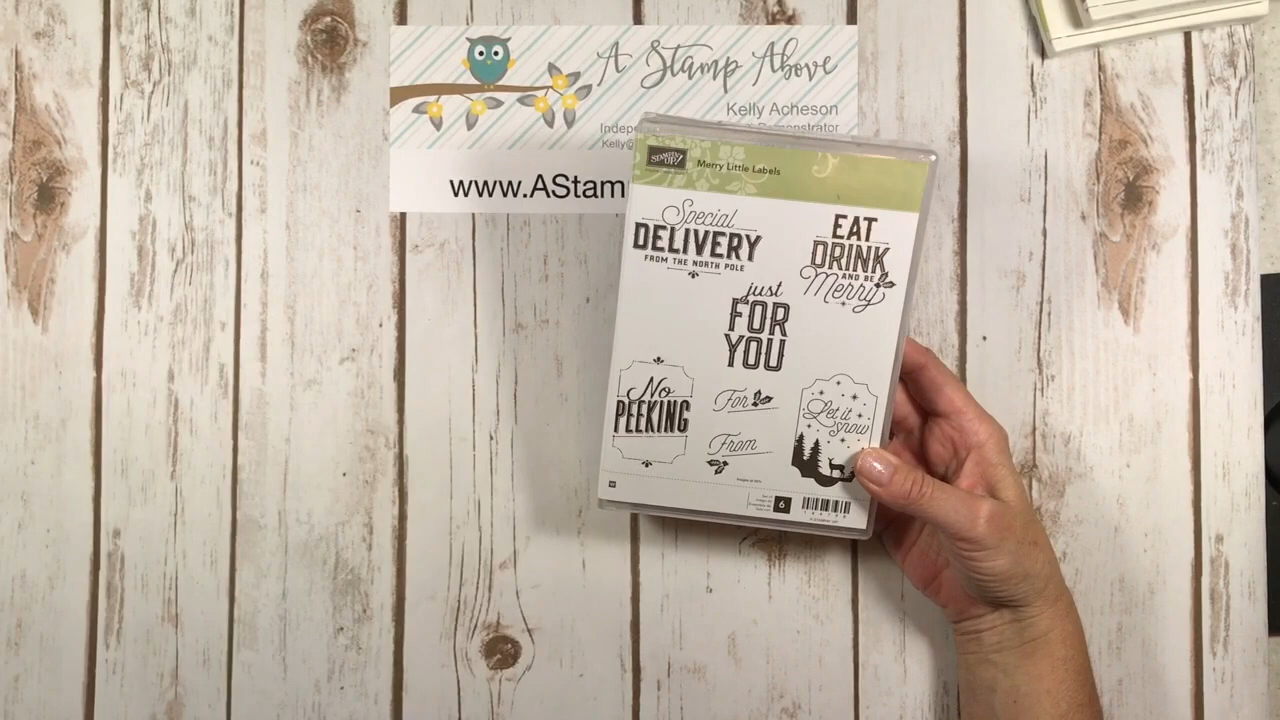 A Stamp Above
Kelly Acheson
Kelly@
www.AStam
STAMPIN' UP!
Merry Little Labels
Special
DELIVERY
FROM THE NORTH POLE
EAT
DRINK
AND BE
Merry
just
FOR
YOU
No
PEEKING
For
From
Let it
snow
6